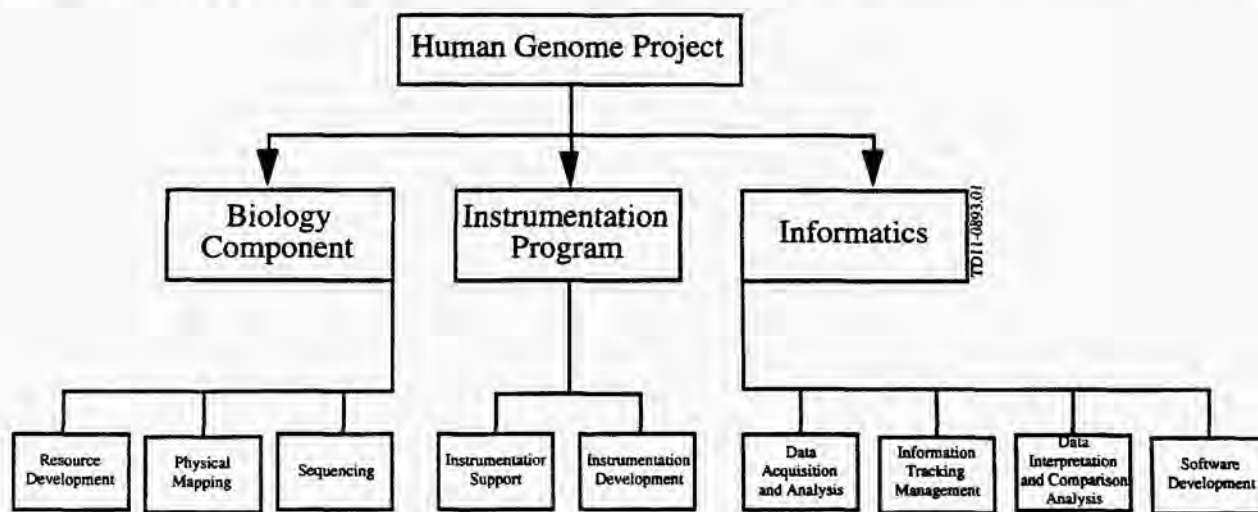 Human Genome Project
Biology
Component
Instrumentation
Program
Informatics
TD11-0893.01
Resource
Development
Physical
Mapping
Sequencing
Instrumentatior
Support
Instrumentation
Development
Data
Acquisition
and Analysis
Information
Tracking
Management
Data
Interpretation
and Comparison
Analysis
Software
Development